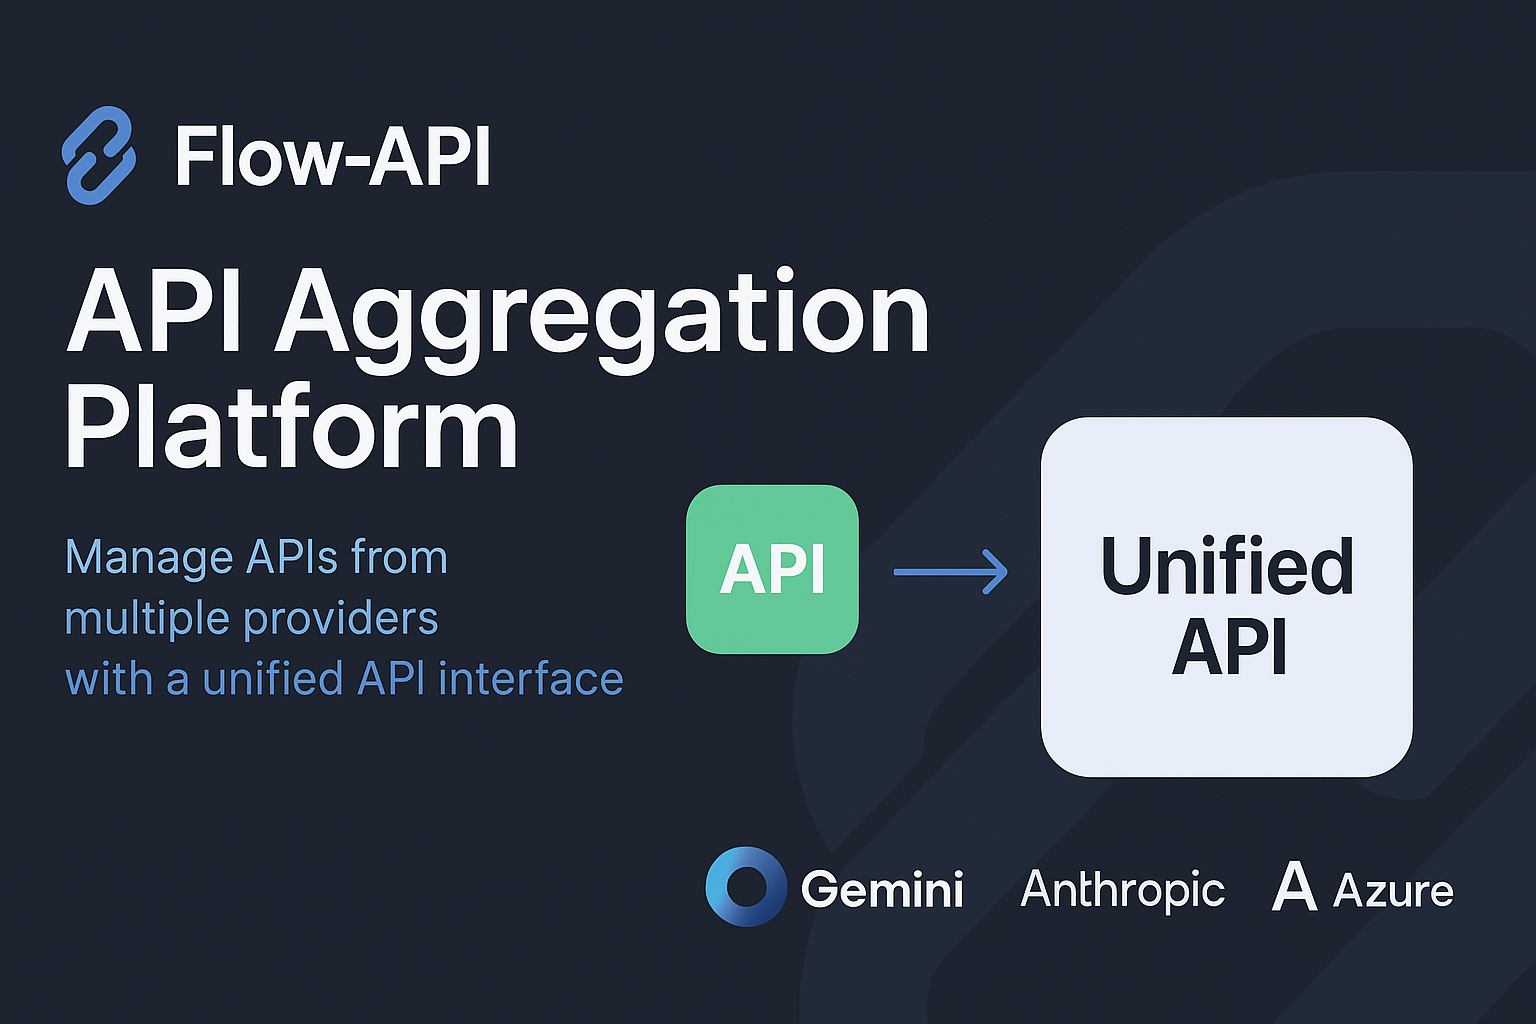 Flow-API
API Aggregation
Platform
Manage APIs from
multiple providers
with a unified API interface
API
Unified
API
Gemini
Anthropic
A Azure